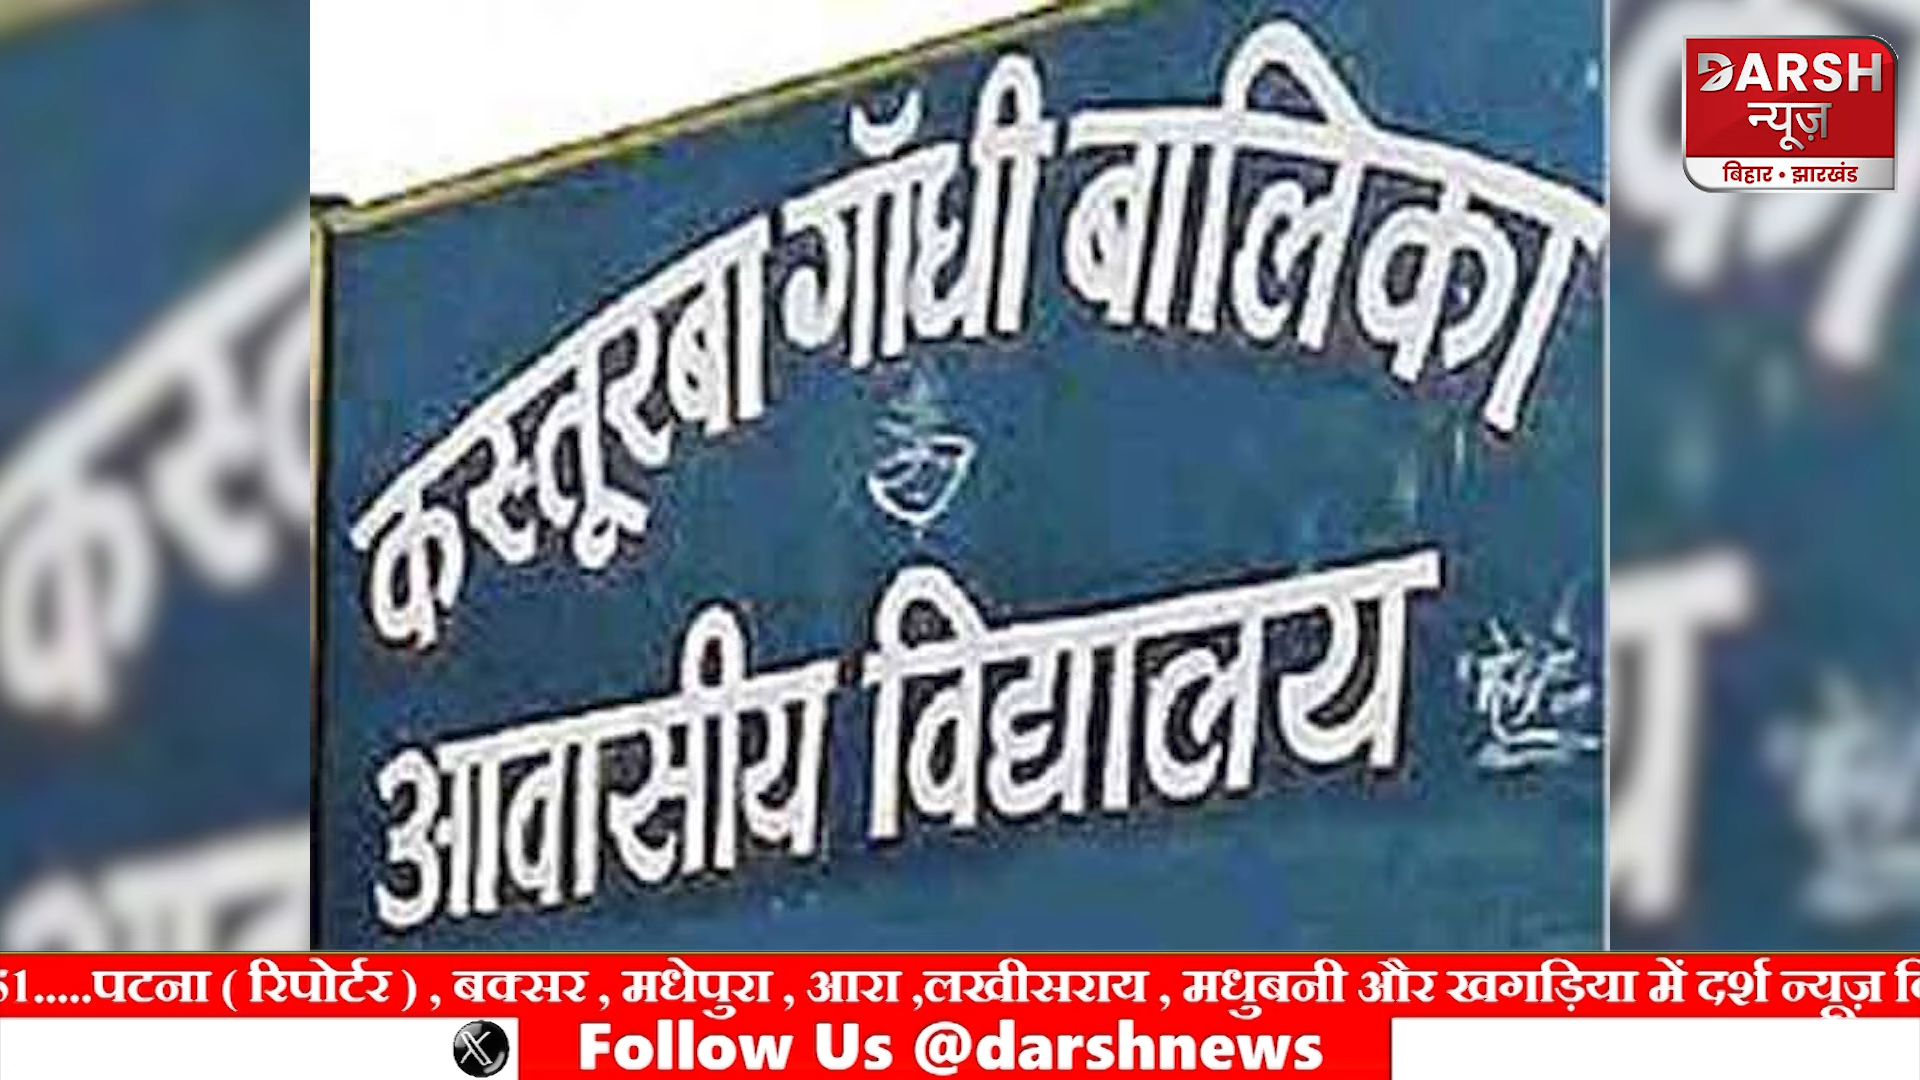 DARSH
न्यूज़
बिहार • झारखंड
कस्तूरबा गाँधी बालिका
आवासीय विद्यालय
51.....पटना ( रिपोर्टर ) , बक्सर , मधेपुरा , आरा ,लखीसराय , मधुबनी और खगड़िया में दर्श न्यूज़
Follow Us @darshnews